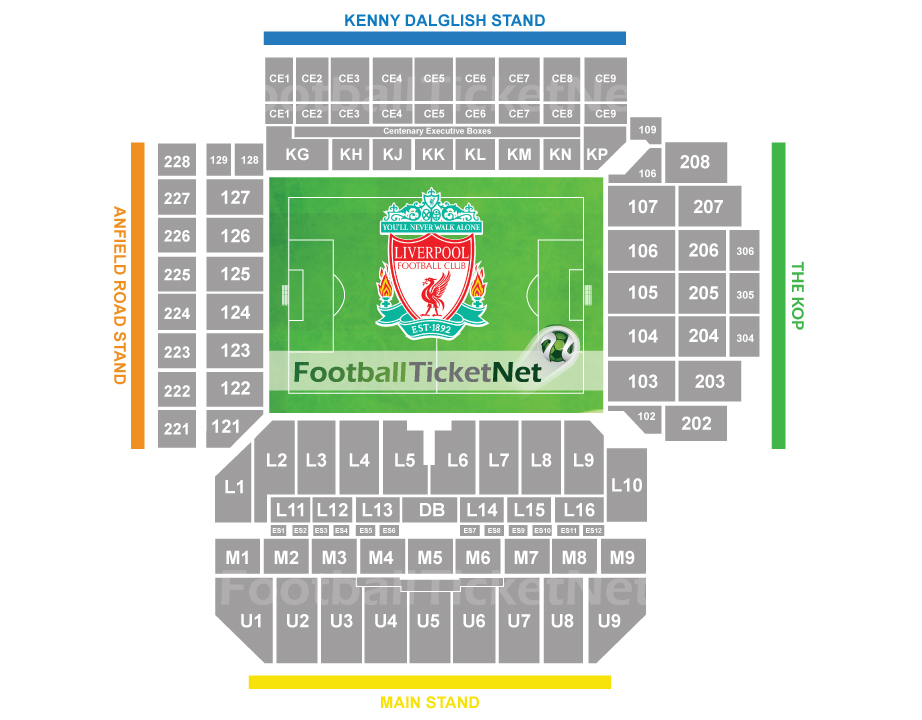 KENNY DALGLISH STAND
CE1 CE2 CE3 CE4 CE5 CE6 CE7 CE8 CE9
FootballTicketNet
CE1 CE2 CE3 CE4 CE5 CE6 CE7 CE8 CE9
Centenary Executive Boxes
KG KH KJ KK KL KM KN KP
109
106
208
107 207
106 206 306
105 205 305
104 204 304
103 203
102
202
THE KOP
ANFIELD ROAD STAND
228 129 128
227 127
226 126
225 125
224 124
223 123
222 122
221 121
YOU'LL NEVER WALK ALONE
LIVERPOOL
FOOTBALL CLUB
EST·1892
FootballTicketNet
L1 L2 L3 L4 L5 L6 L7 L8 L9 L10
L11 L12 L13 DB L14 L15 L16
ES1 ES2 ES3 ES4 ES5 ES6 ES7 ES8 ES9 ES10 ES11 ES12
M1 M2 M3 M4 M5 M6 M7 M8 M9
FootballTicketNet
U1 U2 U3 U4 U5 U6 U7 U8 U9
MAIN STAND